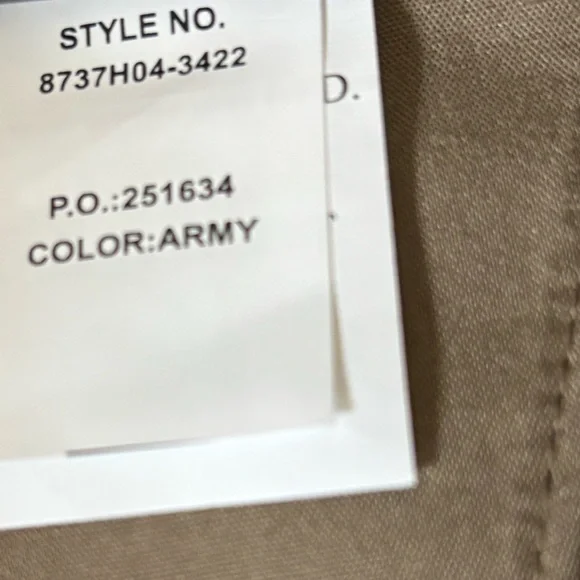 STYLE NO.
8737H04-3422
D.
P.O.:251634
COLOR:ARMY